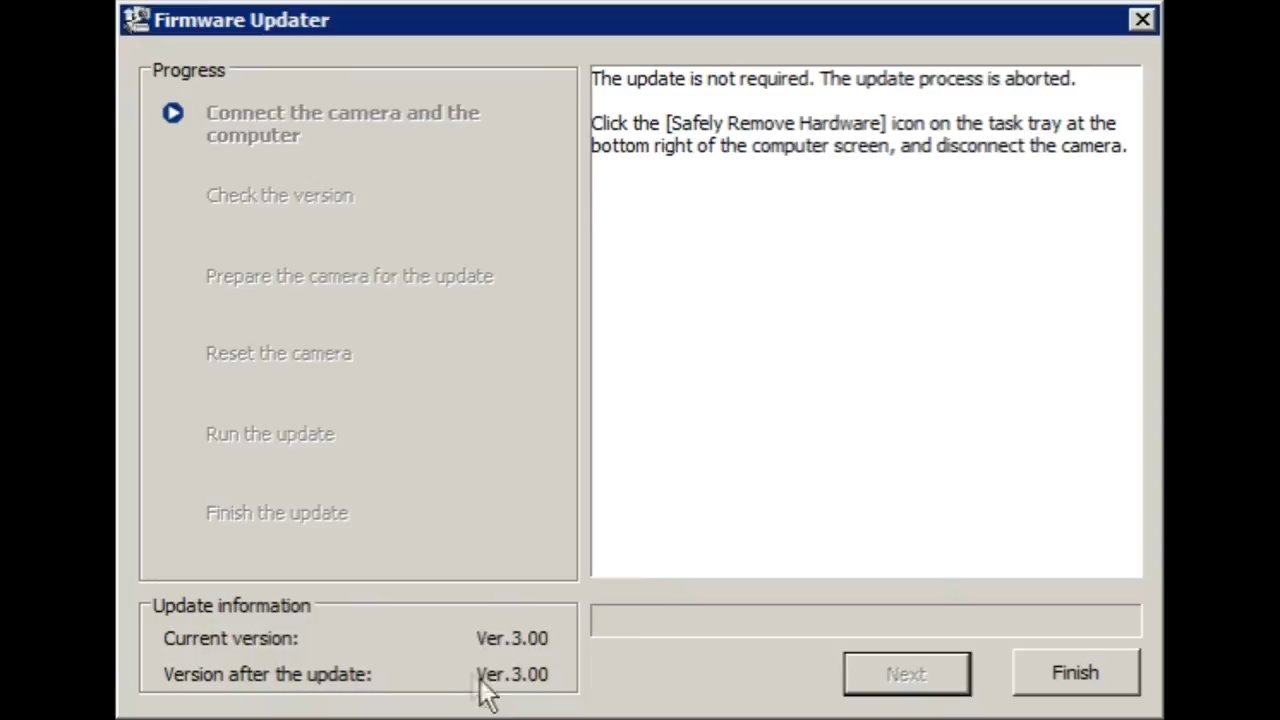 Firmware Updater
Progress
Connect the camera and the
computer
Check the version
Prepare the camera for the update
Reset the camera
Run the update
Finish the update
The update is not required. The update process is aborted.
Click the [Safely Remove Hardware] icon on the task tray at the
bottom right of the computer screen, and disconnect the camera.
Update information
Current version: Ver.3.00
Version after the update: Ver.3.00
Next
Finish